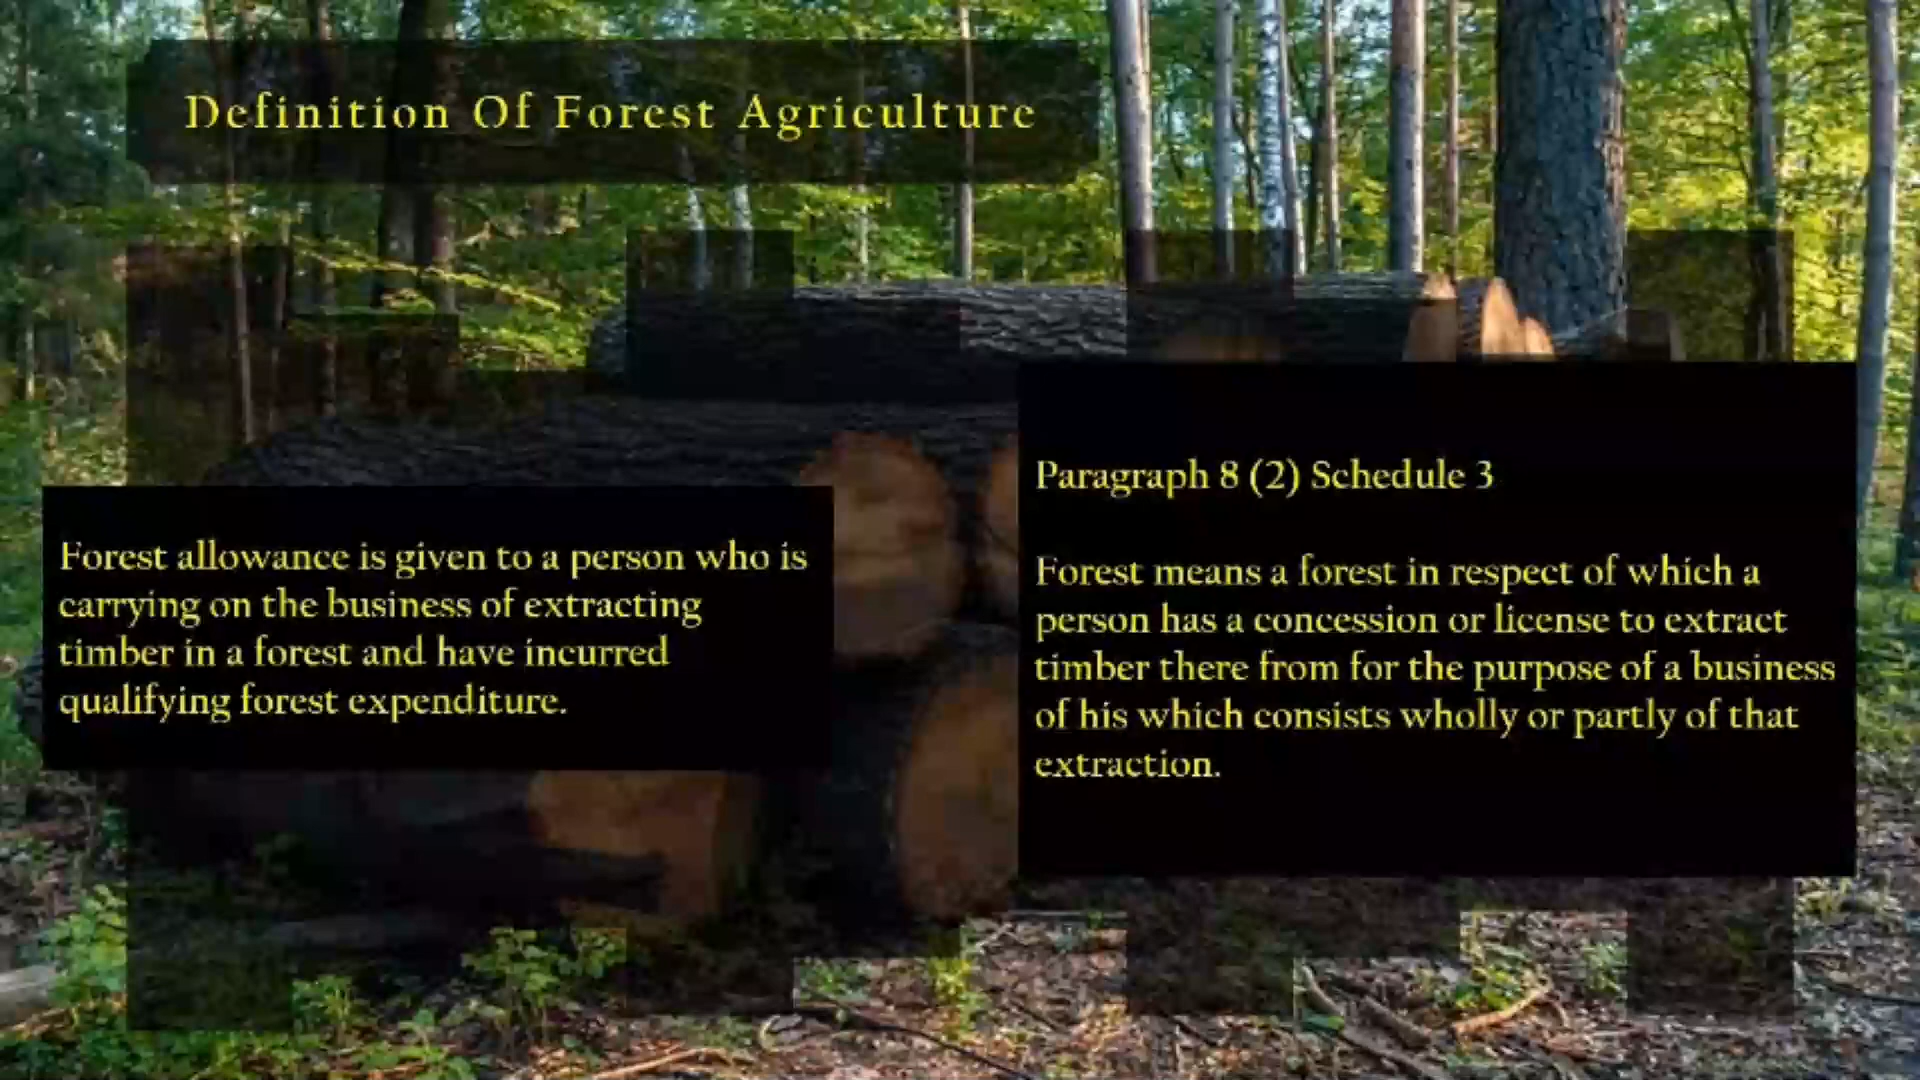 Definition Of Forest Agriculture
Forest allowance is given to a person who is
carrying on the business of extracting
timber in a forest and have incurred
qualifying forest expenditure.
Paragraph 8 (2) Schedule 3
Forest means a forest in respect of which a
person has a concession or license to extract
timber there from for the purpose of a business
of his which consists wholly or partly of that
extraction.